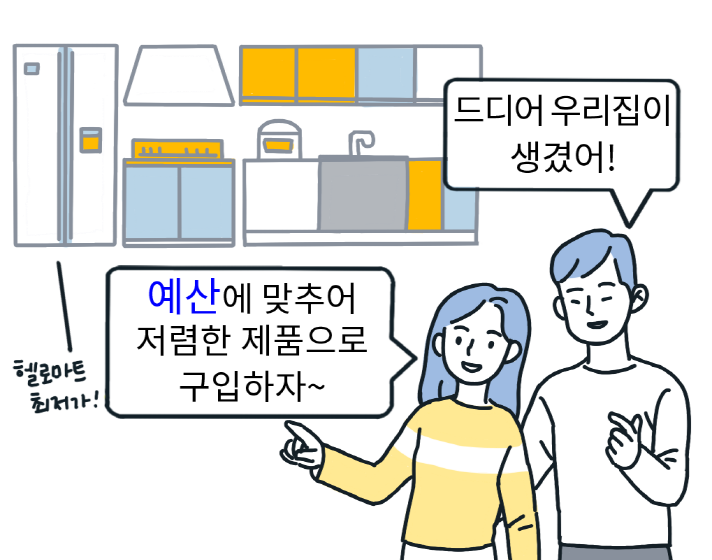 드디어 우리집이
생겼어!
예산에 맞추어
저렴한 제품으로
구입하자~
헬로마트
최저가!